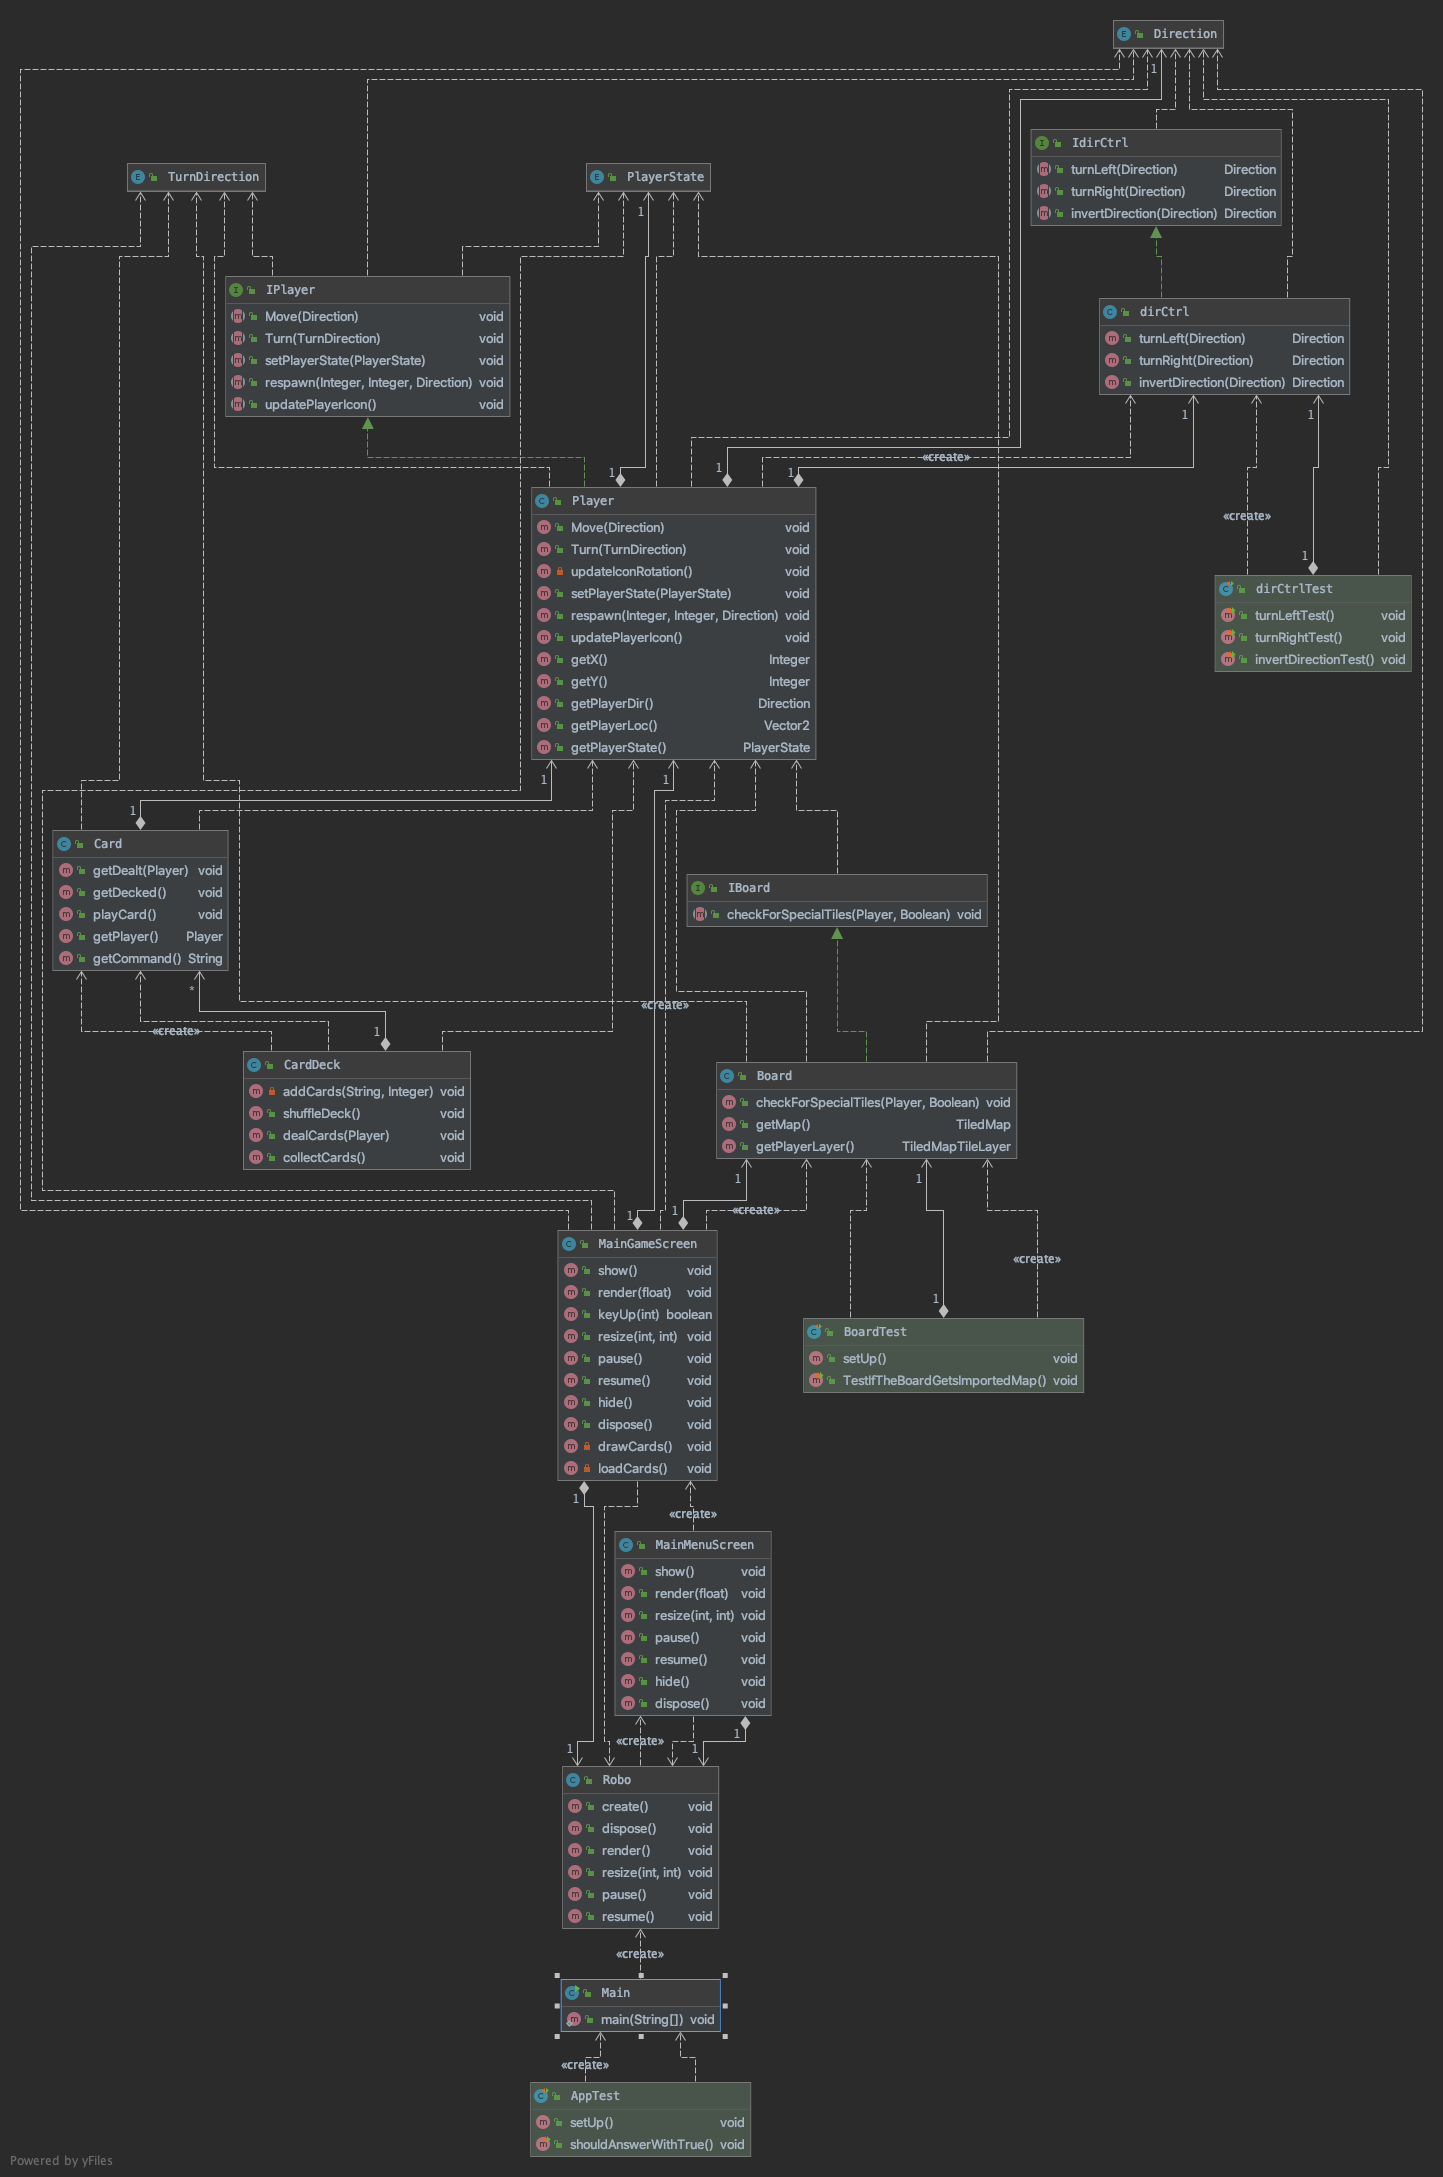 Direction
1
IdirCtrl
turnLeft(Direction) Direction
turnRight(Direction) Direction
invertDirection(Direction) Direction
TurnDirection
PlayerState
1
IPlayer
Move(Direction) void
Turn(TurnDirection) void
setPlayerState(PlayerState) void
respawn(Integer, Integer, Direction) void
updatePlayerIcon() void
dirCtrl
turnLeft(Direction) Direction
turnRight(Direction) Direction
invertDirection(Direction) Direction
1 1
«create»
1 1 1
Player
Move(Direction) void
Turn(TurnDirection) void
updateIconRotation() void
setPlayerState(PlayerState) void
respawn(Integer, Integer, Direction) void
updatePlayerIcon() void
getX() Integer
getY() Integer
getPlayerDir() Direction
getPlayerLoc() Vector2
getPlayerState() PlayerState
«create»
1
dirCtrlTest
turnLeftTest() void
turnRightTest() void
invertDirectionTest() void
1 1
1
Card
getDealt(Player) void
getDecked() void
playCard() void
getPlayer() Player
getCommand() String
IBoard
checkForSpecialTiles(Player, Boolean) void
*
«create»
«create» 1
CardDeck
addCards(String, Integer) void
shuffleDeck() void
dealCards(Player) void
collectCards() void
Board
checkForSpecialTiles(Player, Boolean) void
getMap() TiledMap
getPlayerLayer() TiledMapTileLayer
1 1
1 1 «create»
MainGameScreen
show() void
render(float) void
keyUp(int) boolean
resize(int, int) void
pause() void
resume() void
hide() void
dispose() void
drawCards() void
loadCards() void
«create»
1
BoardTest
setUp() void
TestIfTheBoardGetsImportedMap() void
1
«create»
MainMenuScreen
show() void
render(float) void
resize(int, int) void
pause() void
resume() void
hide() void
dispose() void
1
1 «create» 1
Robo
create() void
dispose() void
render() void
resize(int, int) void
pause() void
resume() void
«create»
Main
main(String[]) void
«create»
AppTest
setUp() void
shouldAnswerWithTrue() void
Powered by yFiles